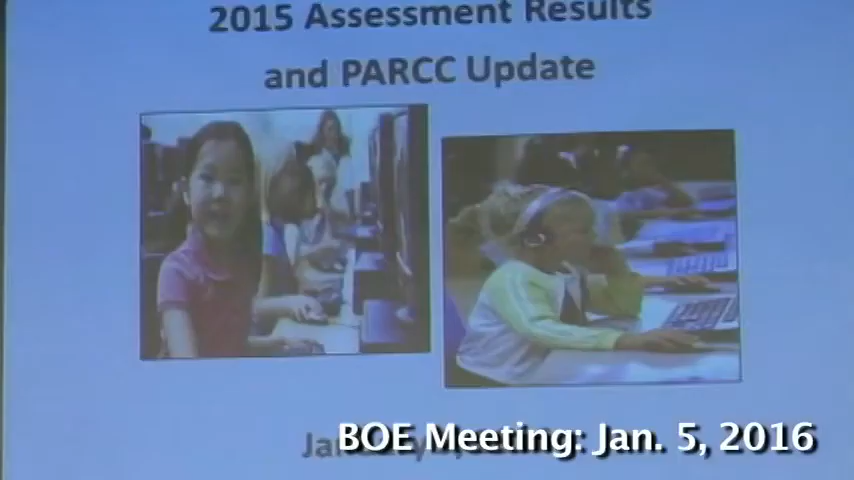 2015 Assessment Results
and PARCC Update
BOE Meeting: Jan. 5, 2016